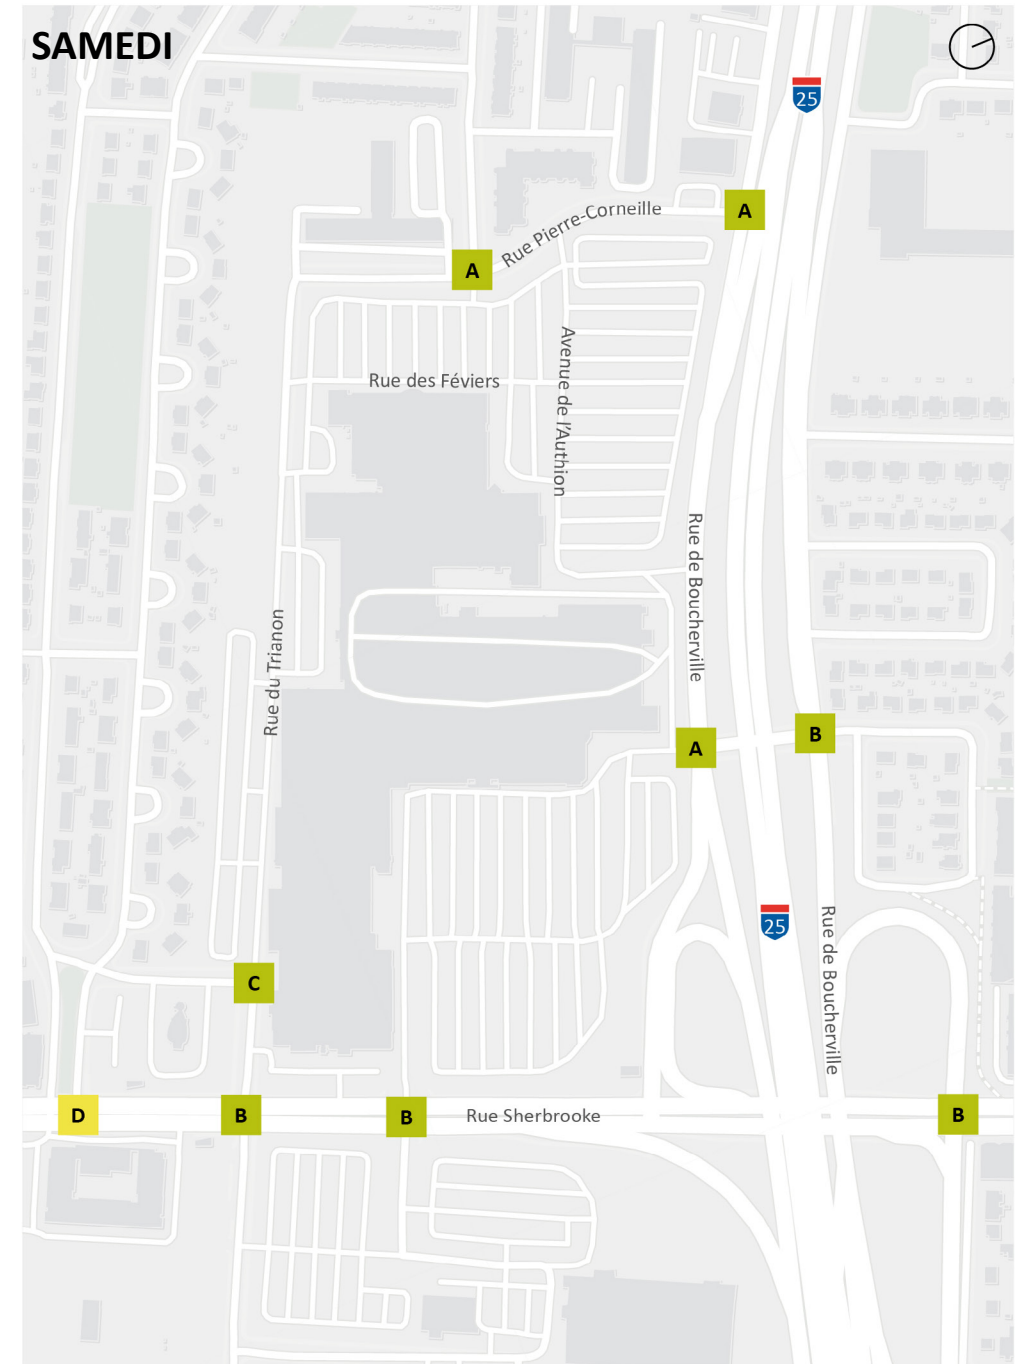 SAMEDI
25
A
Rue Pierre-Corneille
A
Avenue de l'Authion
Rue des Féviers
Rue de Boucherville
Rue du Trianon
B
A
25
Rue de Boucherville
C
D
B
B
Rue Sherbrooke
B